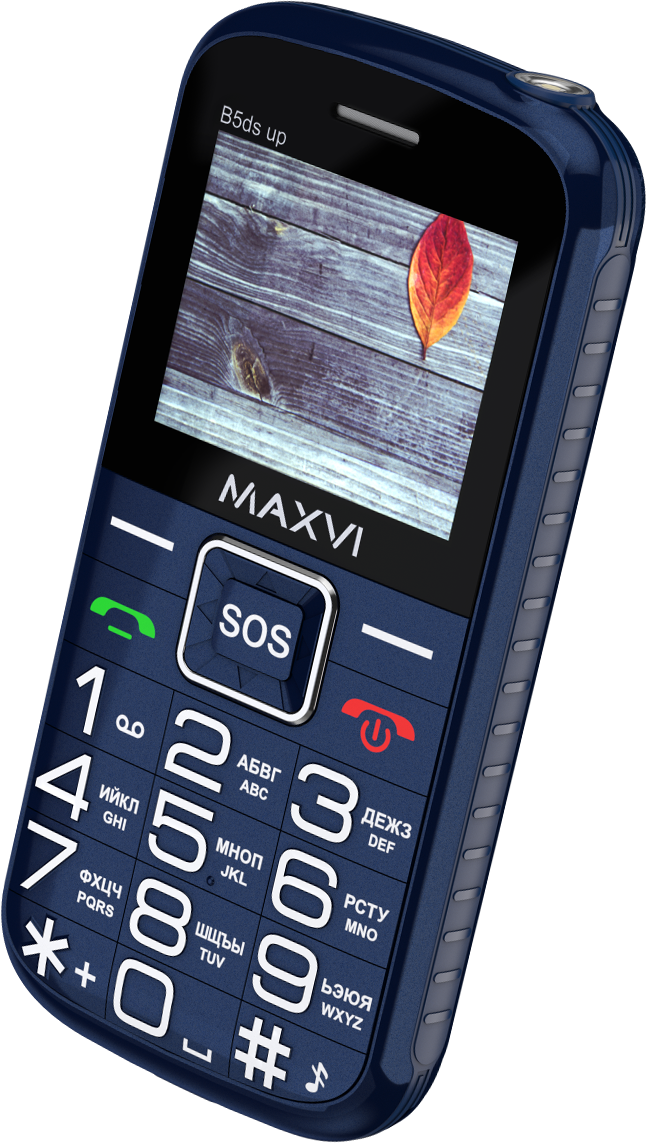 B5ds up
MAXVI
SOS
1
2 АБВГ
ABC
3 ДЕЖЗ
DEF
4 ИЙКЛ
GHI
5 МНОП
JKL
6 РСТУ
MNO
7 ФХЦЧ
PQRS
8 ШЩЪЫ
TUV
9 ЬЭЮЯ
WXYZ
* +
0
#